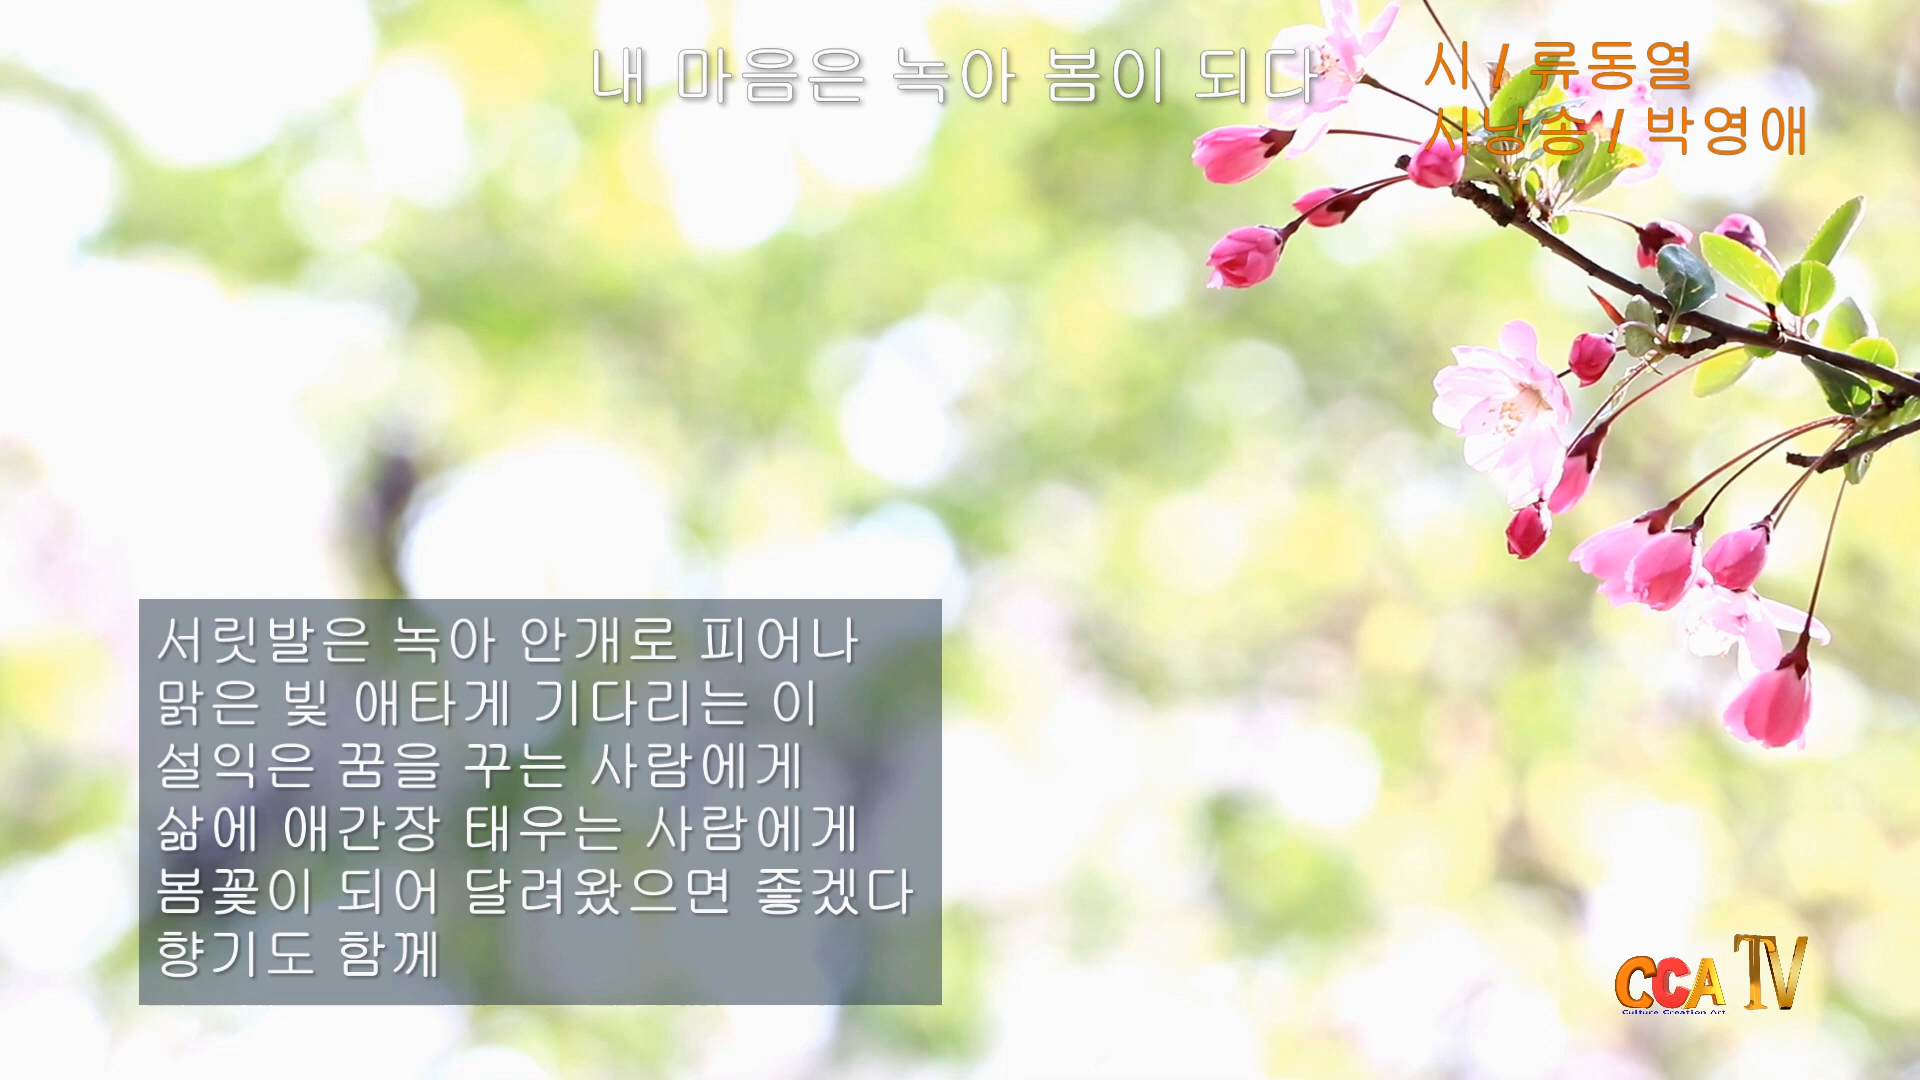 내 마음은 녹아 봄이 되다
시 / 류동열
시낭송 / 박영애
서릿발은 녹아 안개로 피어나
맑은 빛 애타게 기다리는 이
설익은 꿈을 꾸는 사람에게
삶에 애간장 태우는 사람에게
봄꽃이 되어 달려왔으면 좋겠다
향기도 함께
CCA TV
Culture Creation Art